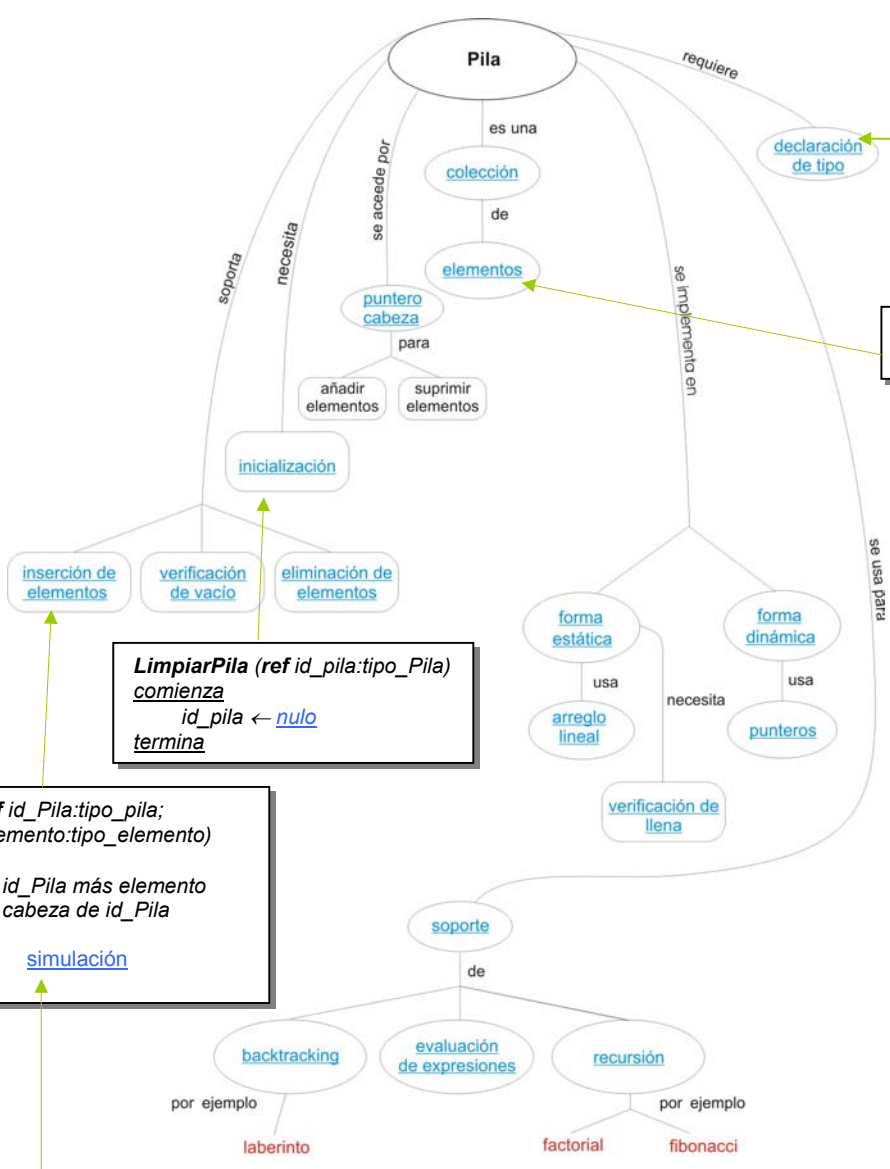 Pila
requiere
es una
se aceede por
declaración
de tipo
colección
necesita
de
soporta
elementos
se implementa en
puntero
cabeza
para
añadir
elementos
suprimir
elementos
inicialización
se usa para
inserción de
elementos
verificación
de vacío
eliminación de
elementos
forma
estática
forma
dinámica
LimpiarPila (ref id_pila:tipo_Pila)
comienza
id_pila ← nulo
termina
usa
necesita
usa
arreglo
lineal
punteros
verificación de
llena
f id_Pila:tipo_pila;
emento:tipo_elemento)
id_Pila más elemento
cabeza de id_Pila
simulación
soporte
de
backtracking
evaluación
de expresiones
recursión
por ejemplo
por ejemplo
laberinto
factorial
fibonacci